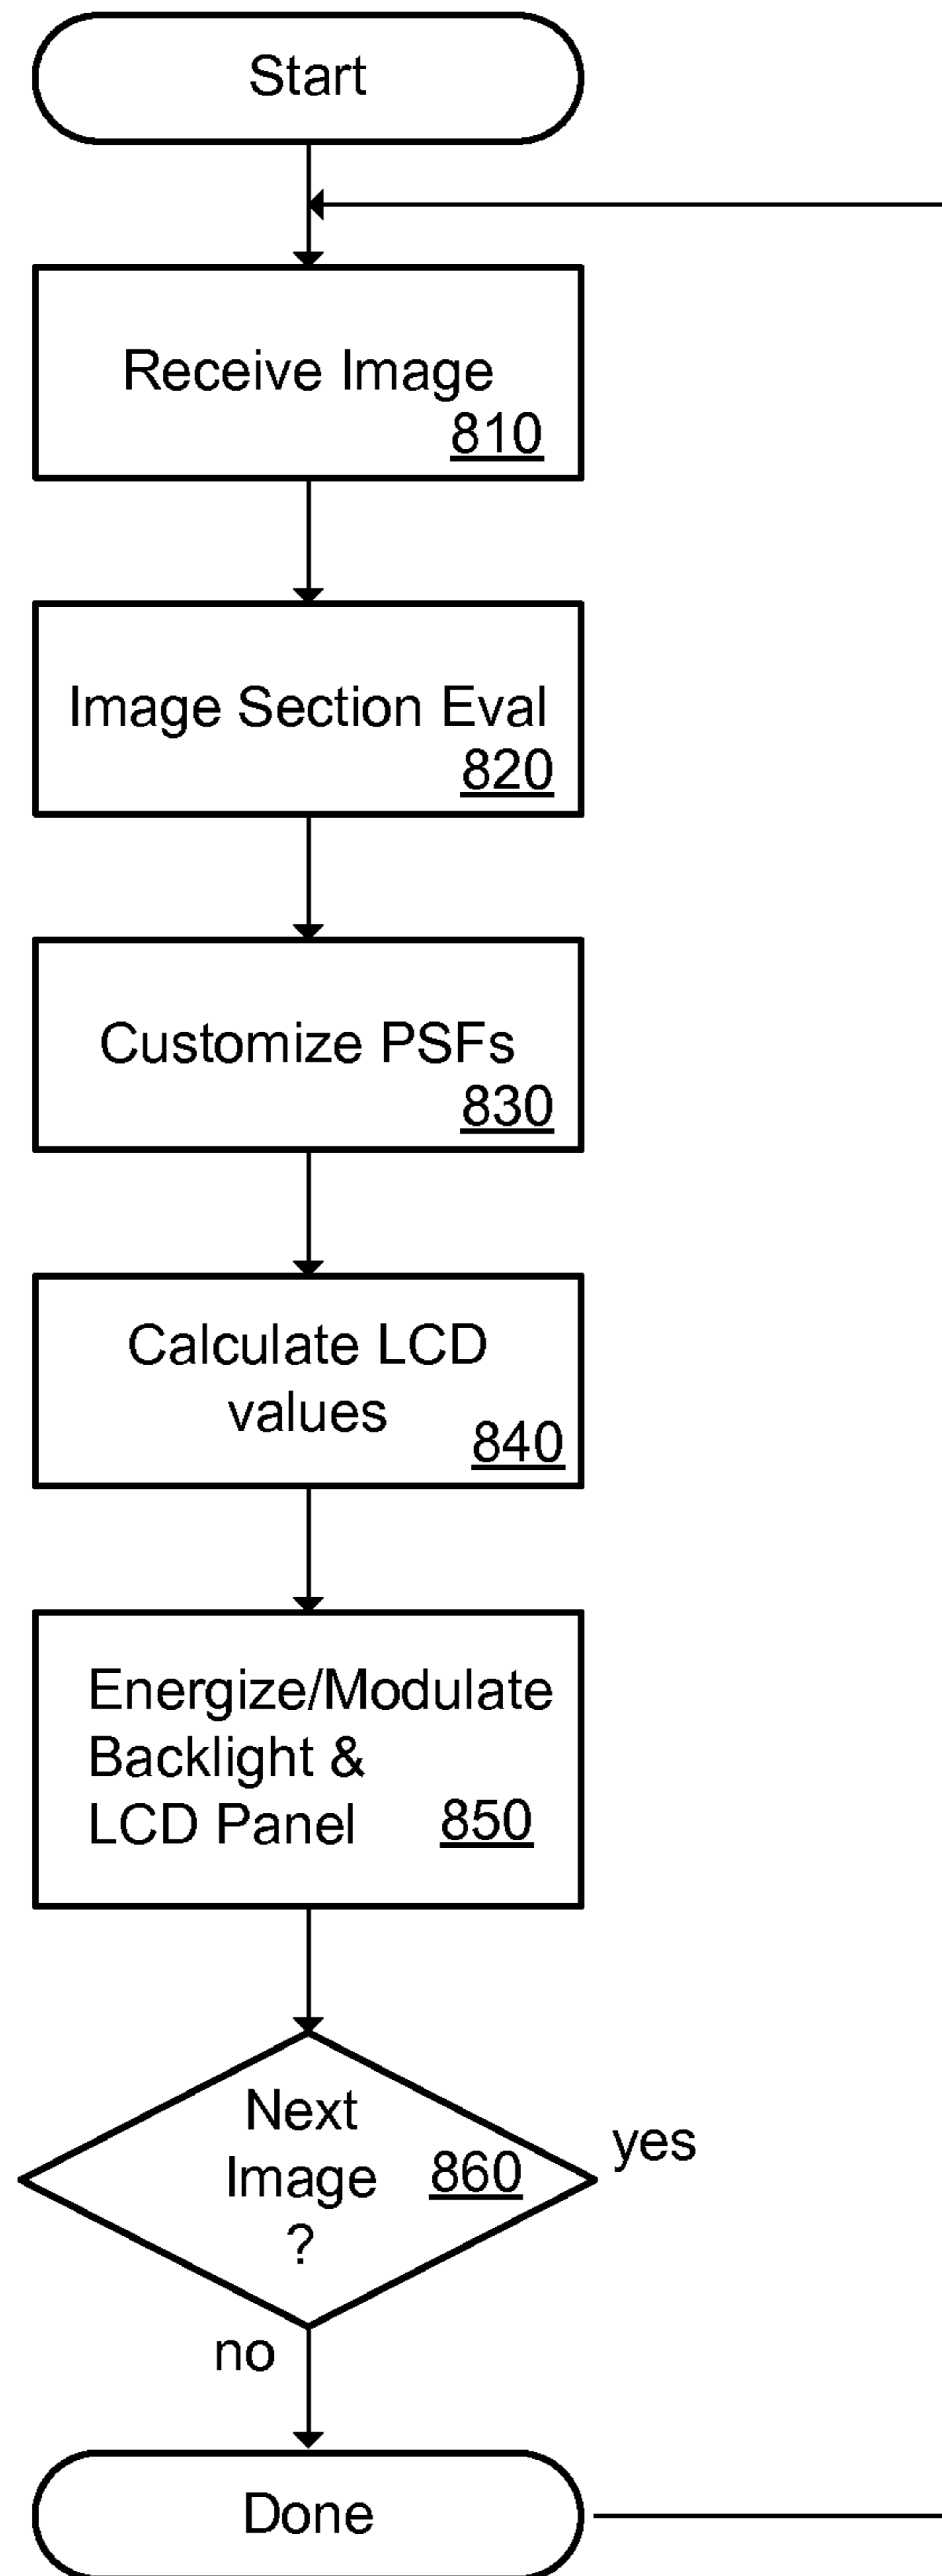 Start
Receive Image
810
Image Section Eval
820
Customize PSFs
830
Calculate LCD
values
840
Energize/Modulate
Backlight &
LCD Panel 850
Next
Image 860
?
yes
no
Done